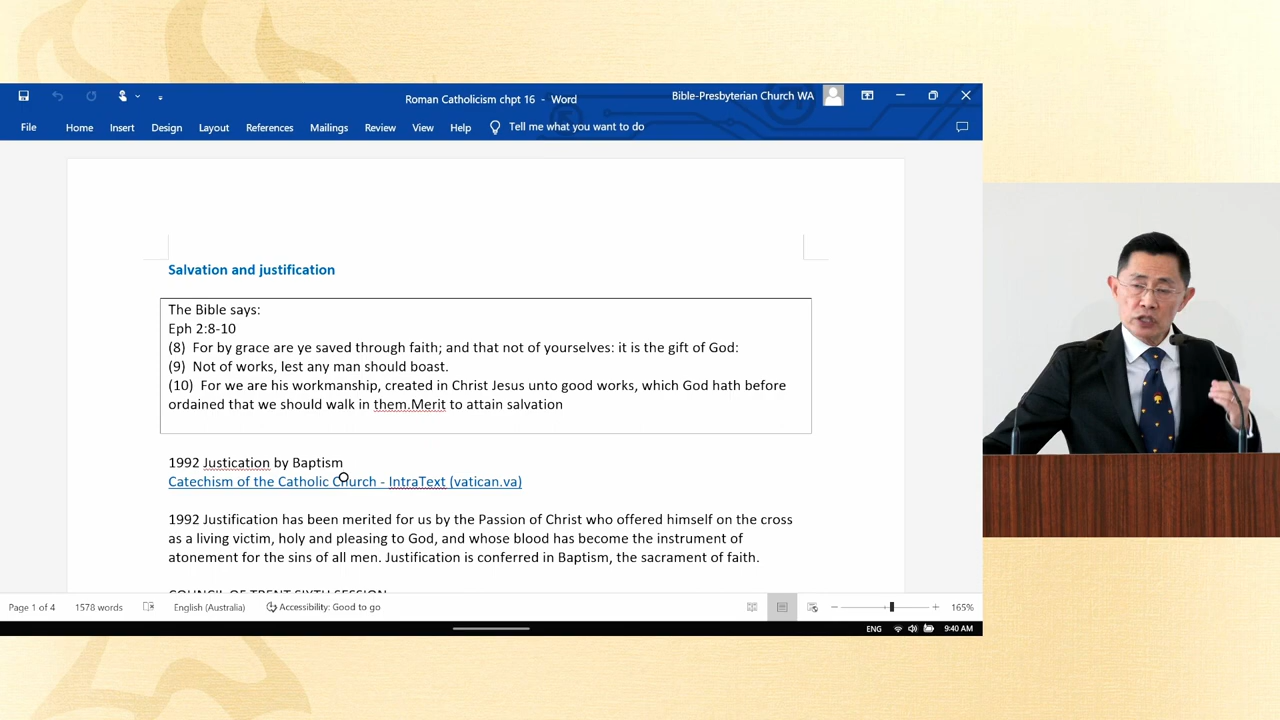 Roman Catholicism chpt 16 - Word
Bible-Presbyterian Church WA
File Home Insert Design Layout References Mailings Review View Help Tell me what you want to do
Salvation and justification
The Bible says:
Eph 2:8-10
(8) For by grace are ye saved through faith; and that not of yourselves: it is the gift of God:
(9) Not of works, lest any man should boast.
(10) For we are his workmanship, created in Christ Jesus unto good works, which God hath before
ordained that we should walk in them.Merit to attain salvation
1992 Justication by Baptism
Catechism of the Catholic Church - IntraText (vatican.va)
1992 Justification has been merited for us by the Passion of Christ who offered himself on the cross
as a living victim, holy and pleasing to God, and whose blood has become the instrument of
atonement for the sins of all men. Justification is conferred in Baptism, the sacrament of faith.
COUNCIL OF TRENT SIXTH SESSION
Page 1 of 4 1578 words English (Australia) Accessibility: Good to go 165%
ENG 9:40 AM